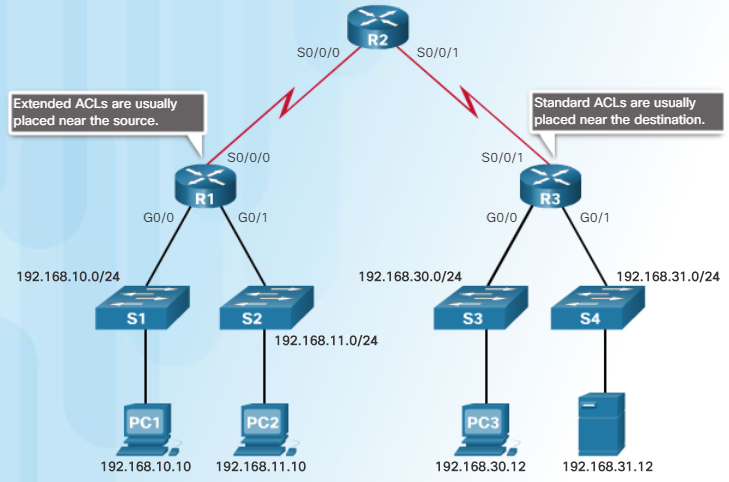 R2
S0/0/0
S0/0/1
Extended ACLs are usually
placed near the source.
Standard ACLs are usually
placed near the destination.
S0/0/0
S0/0/1
R1
R3
G0/0
G0/1
G0/0
G0/1
192.168.10.0/24
192.168.30.0/24
192.168.31.0/24
S1
S2
S3
S4
192.168.11.0/24
PC1
PC2
PC3
192.168.10.10
192.168.11.10
192.168.30.12
192.168.31.12